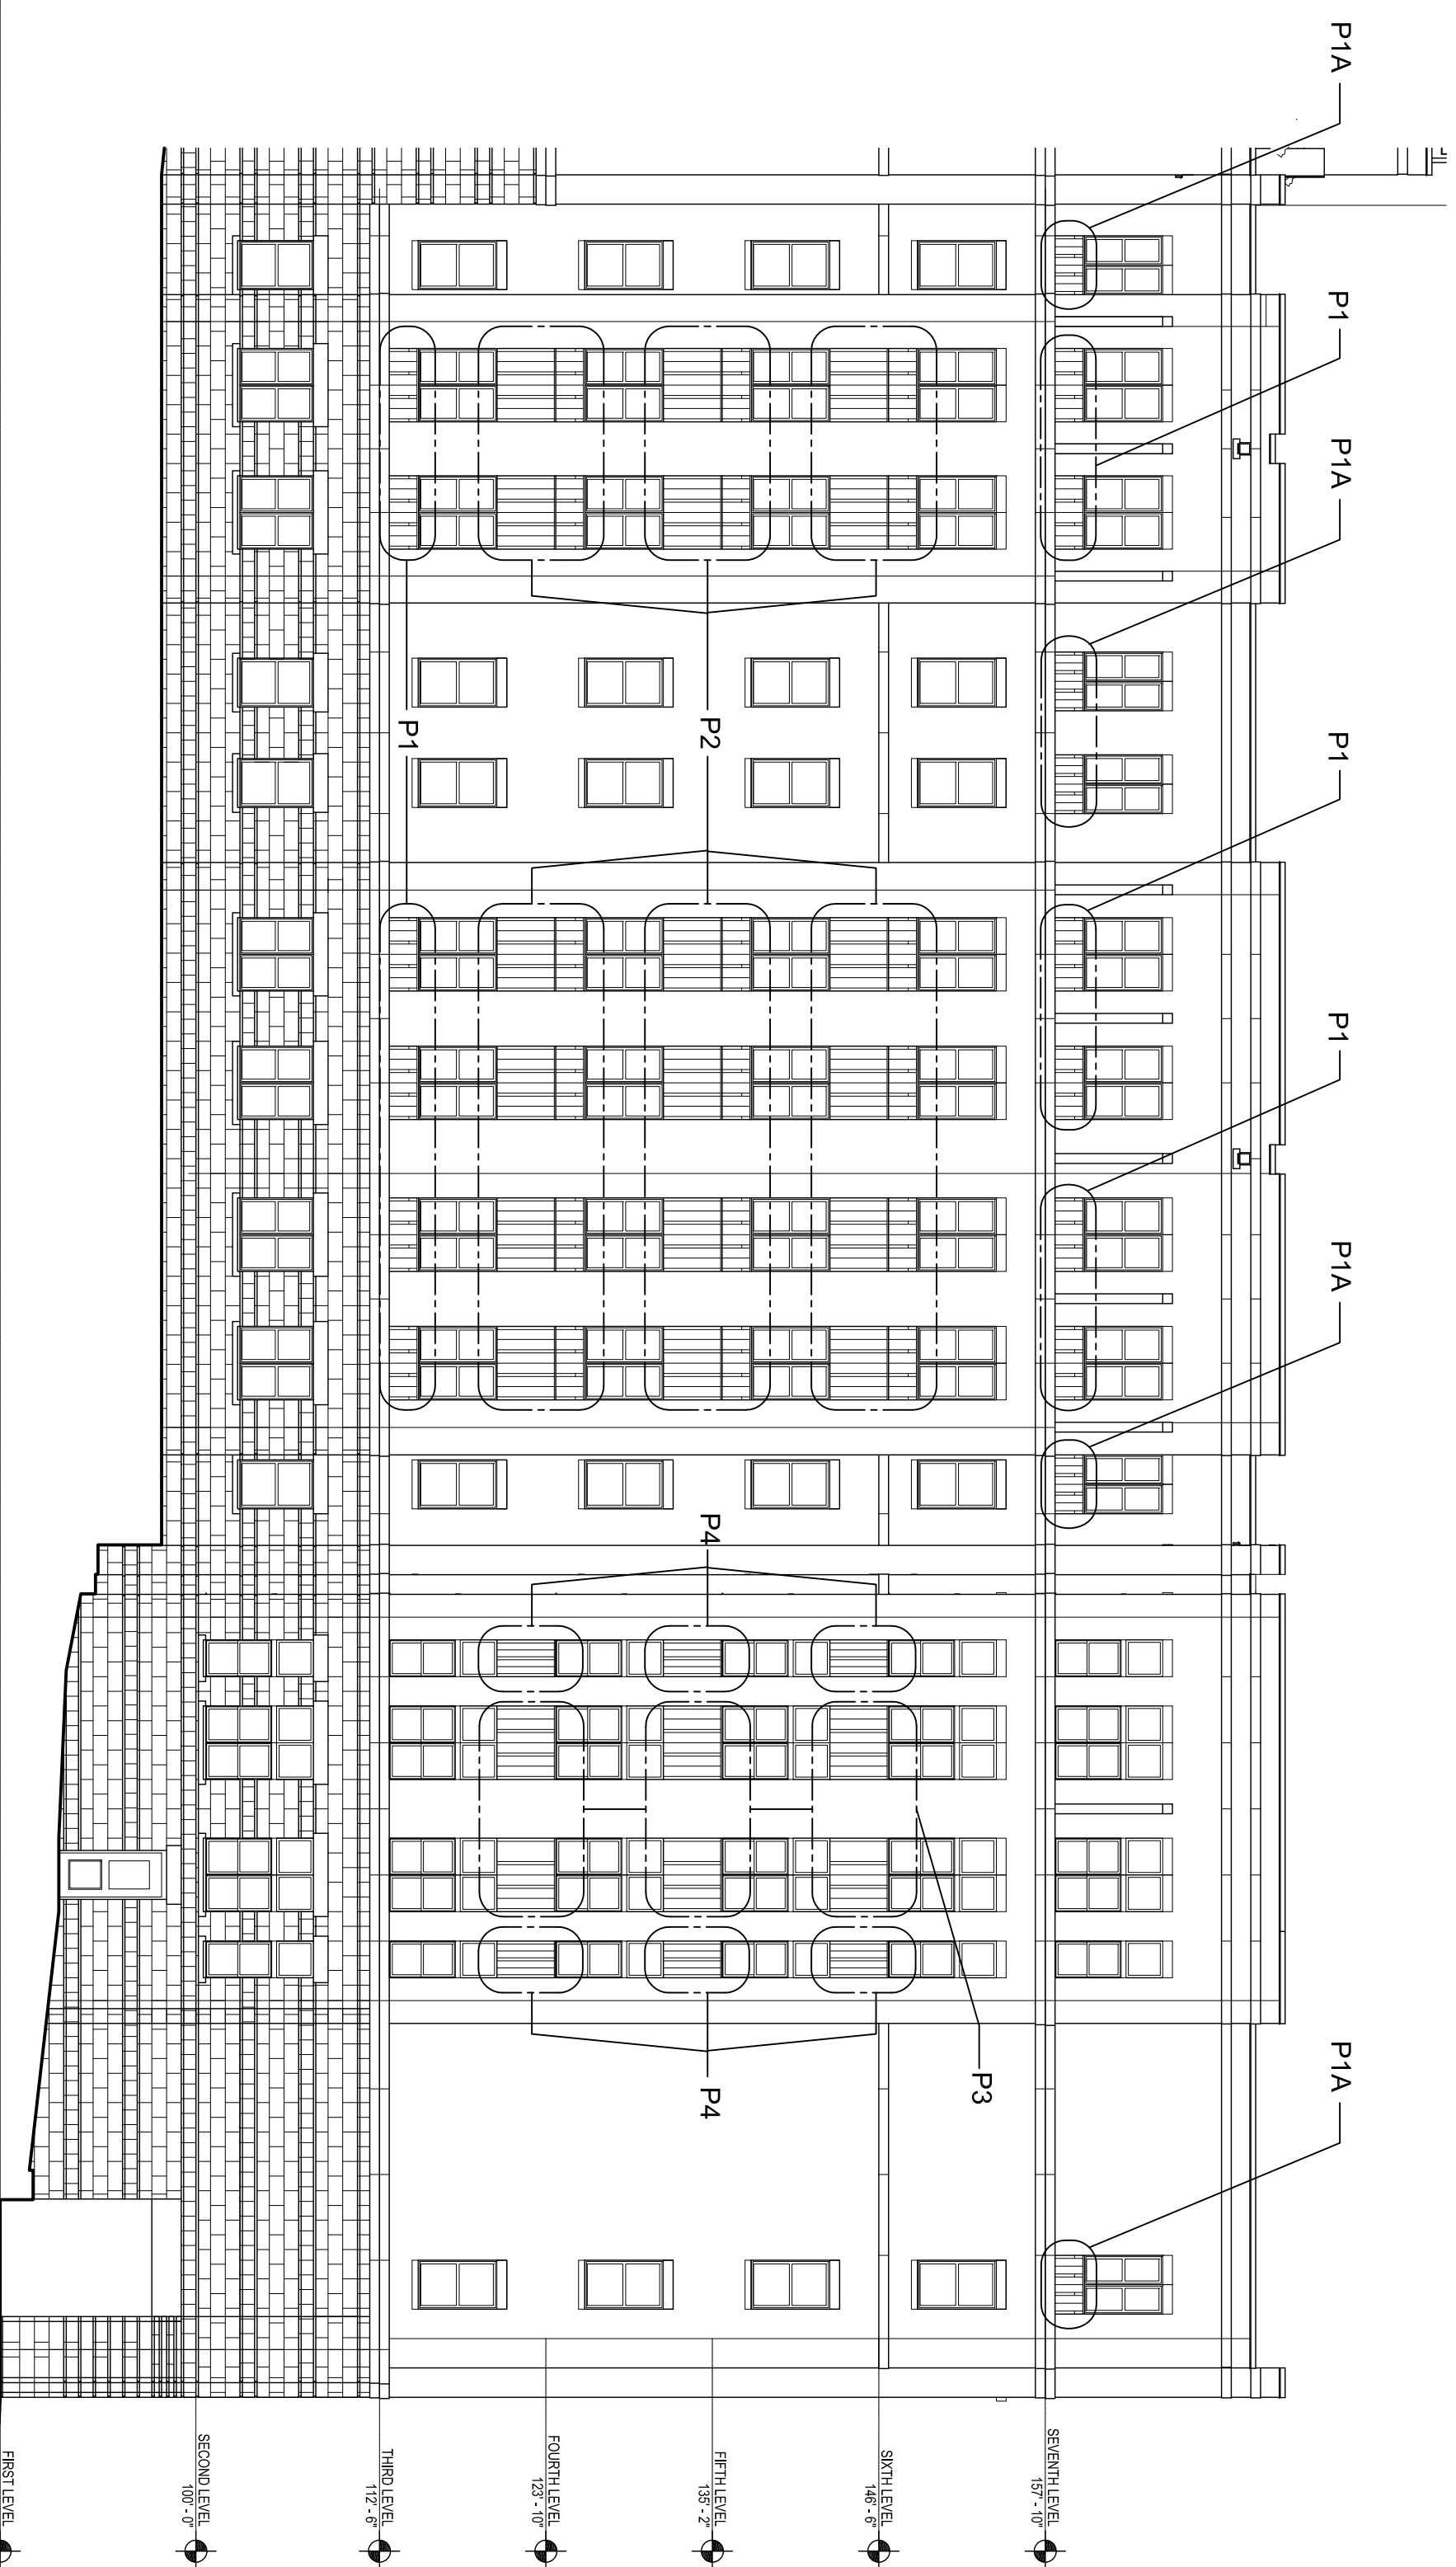 P1A
P1
P1A
P1
P1
P1A
P1A
P3
P2
P4
P4
P1
SEVENTH LEVEL
157' - 10"
SIXTH LEVEL
146' - 6"
FIFTH LEVEL
135' - 2"
FOURTH LEVEL
123' - 10"
THIRD LEVEL
112' - 6"
SECOND LEVEL
100' - 0"
FIRST LEVEL